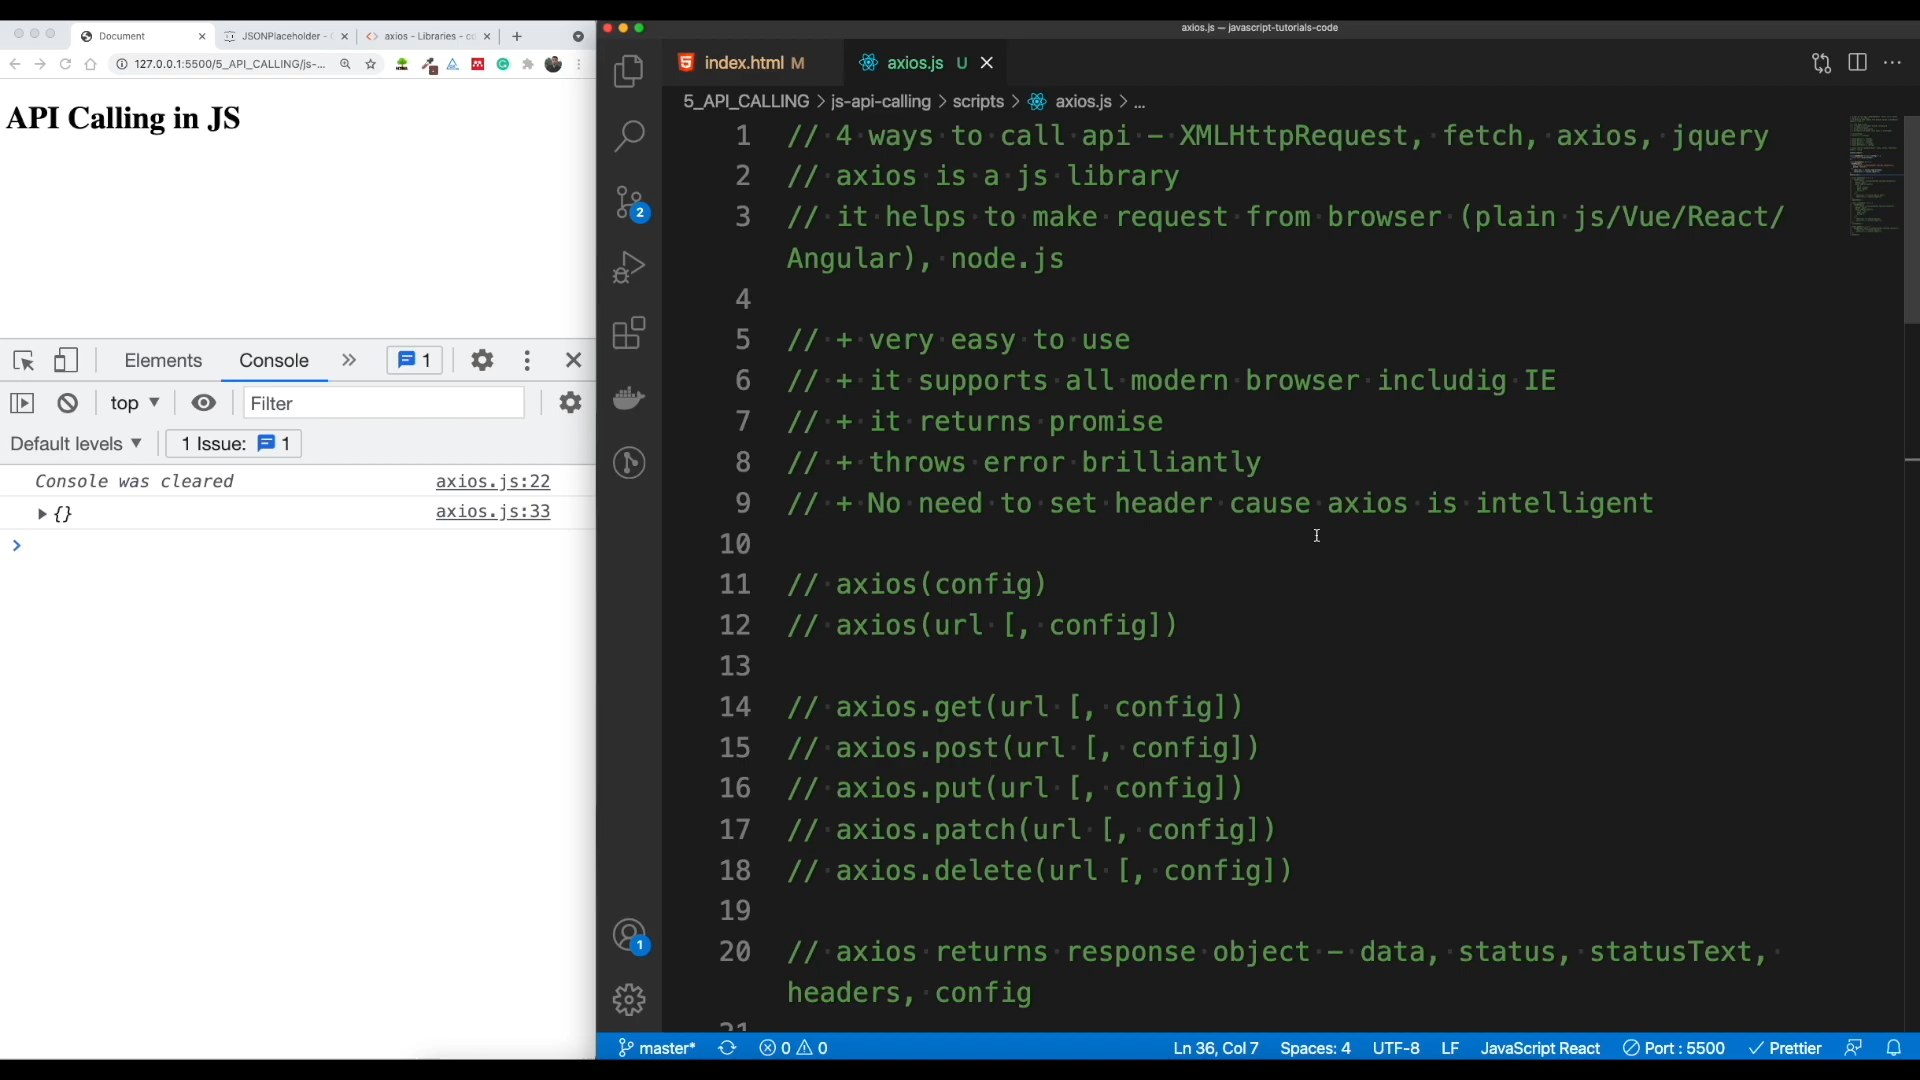 axios.js — javascript-tutorials-code
Document
JSONPlaceholder -
axios - Libraries - c
127.0.0.1:5500/5_API_CALLING/js-...
API Calling in JS
Elements
Console
1
top
Filter
Default levels
1 Issue:
1
Console was cleared
axios.js:22
{}
axios.js:33
index.html M
axios.js U
5_API_CALLING > js-api-calling > scripts > axios.js > ...
1 // 4 ways to call api - XMLHttpRequest, fetch, axios, jquery
2 // axios is a js library
3 // it helps to make request from browser (plain js/Vue/React/
Angular), node.js
4
5 // + very easy to use
6 // + it supports all modern browser includig IE
7 // + it returns promise
8 // + throws error brilliantly
9 // + No need to set header cause axios is intelligent
10
11 // axios(config)
12 // axios(url [, config])
13
14 // axios.get(url [, config])
15 // axios.post(url [, config])
16 // axios.put(url [, config])
17 // axios.patch(url [, config])
18 // axios.delete(url [, config])
19
20 // axios returns response object - data, status, statusText,
headers, config
21
2
1
master*
0
0
Ln 36, Col 7
Spaces: 4
UTF-8
LF
JavaScript React
Port : 5500
Prettier